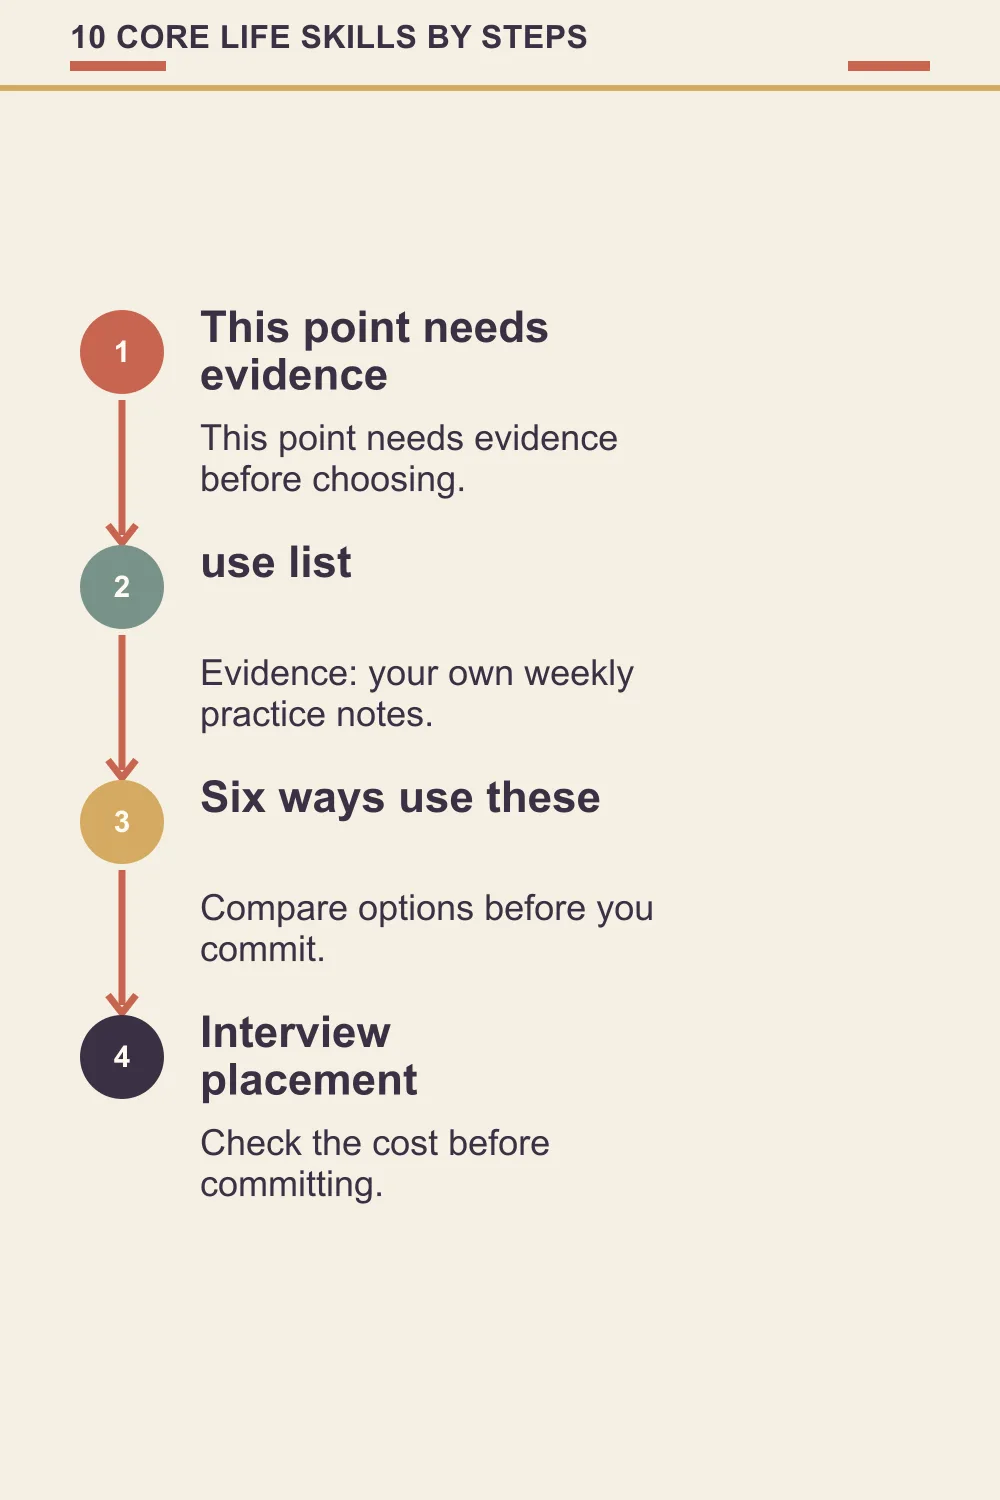 10 CORE LIFE SKILLS BY STEPS
1
This point needs
evidence
This point needs evidence
before choosing.
2
use list
Evidence: your own weekly
practice notes.
3
Six ways use these
Compare options before you
commit.
4
Interview
placement
Check the cost before
committing.